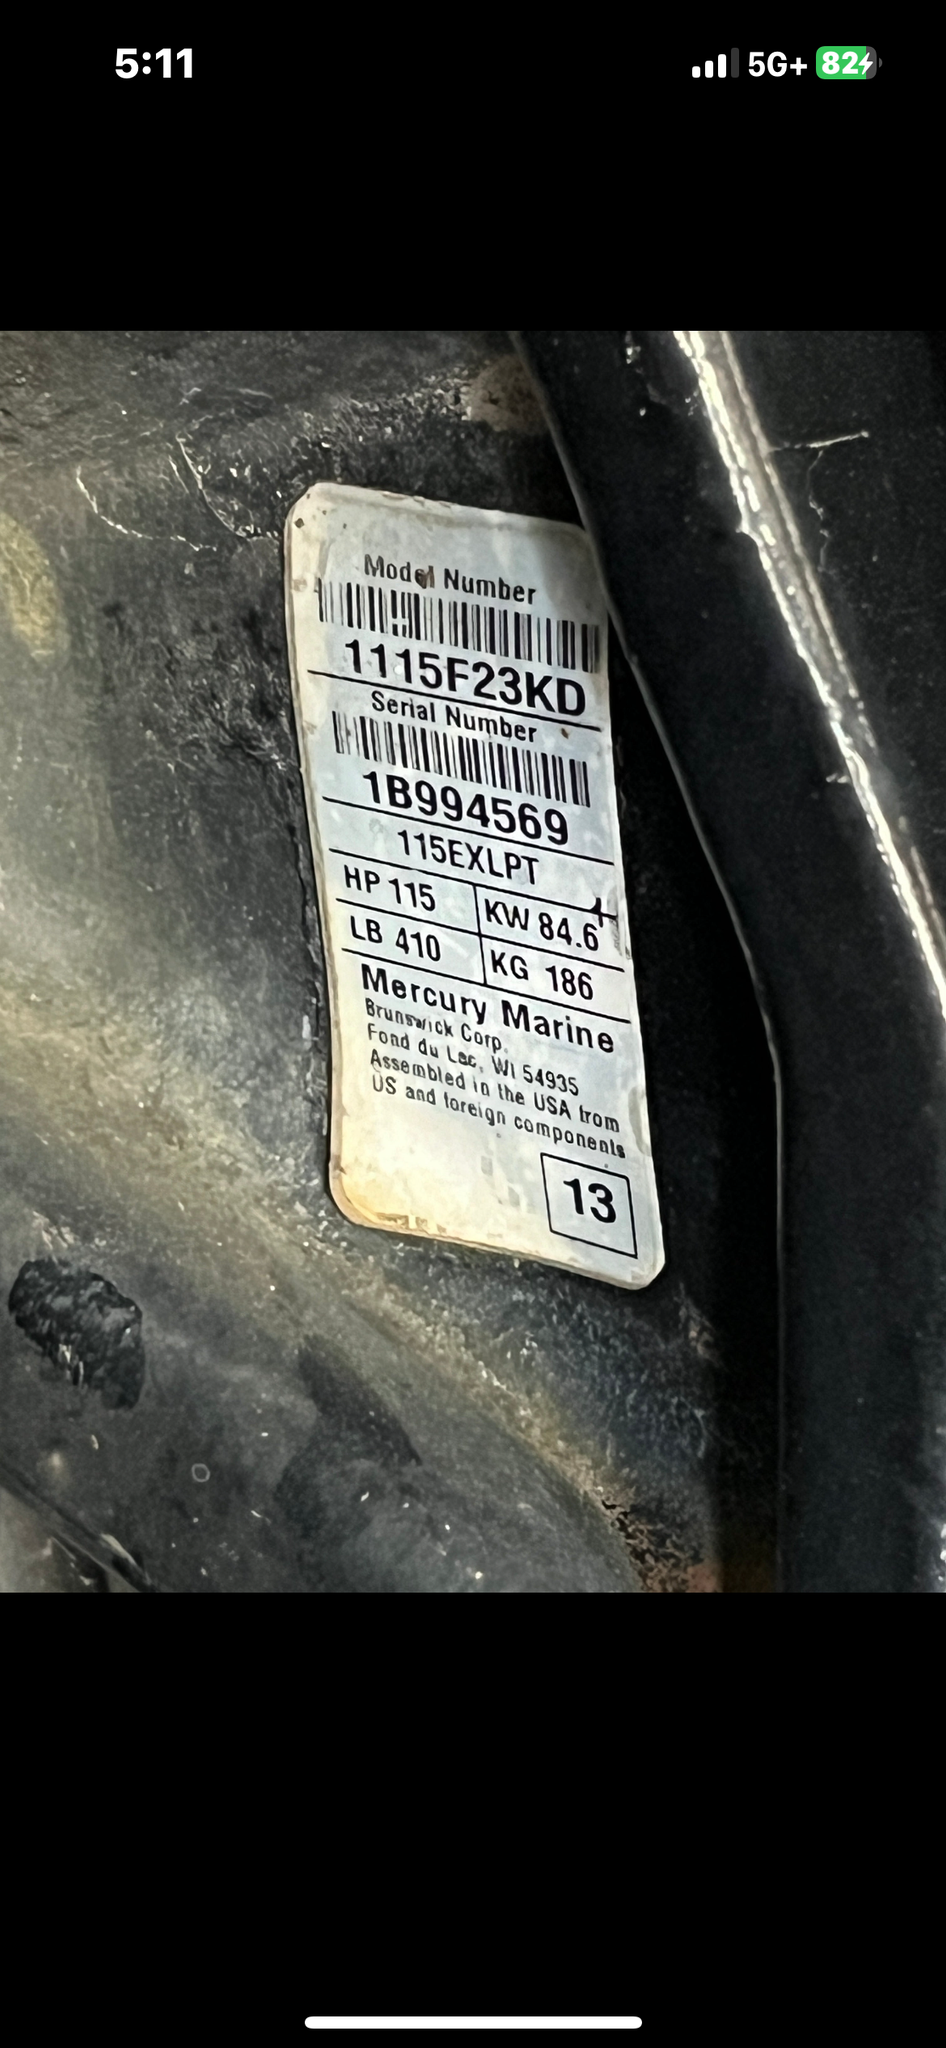 5:11
5G+
82
Model Number
1115F23KD
Serial Number
1B994569
115EXLPT
HP 115
KW 84.6
LB 410
KG 186
Mercury Marine
Brunswick Corp.
Fond du Lac, WI 54935
Assembled in the USA from
US and foreign components
13